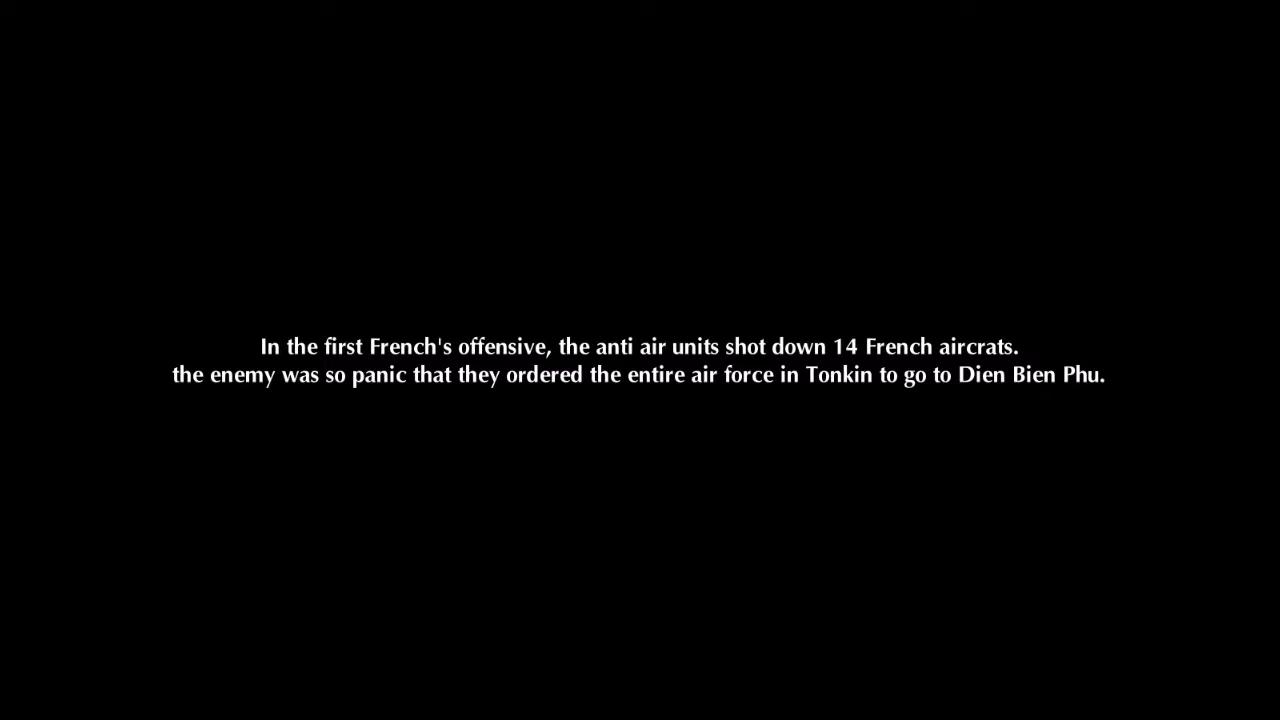 In the first French's offensive, the anti air units shot down 14 French aircrats.
the enemy was so panic that they ordered the entire air force in Tonkin to go to Dien Bien Phu.